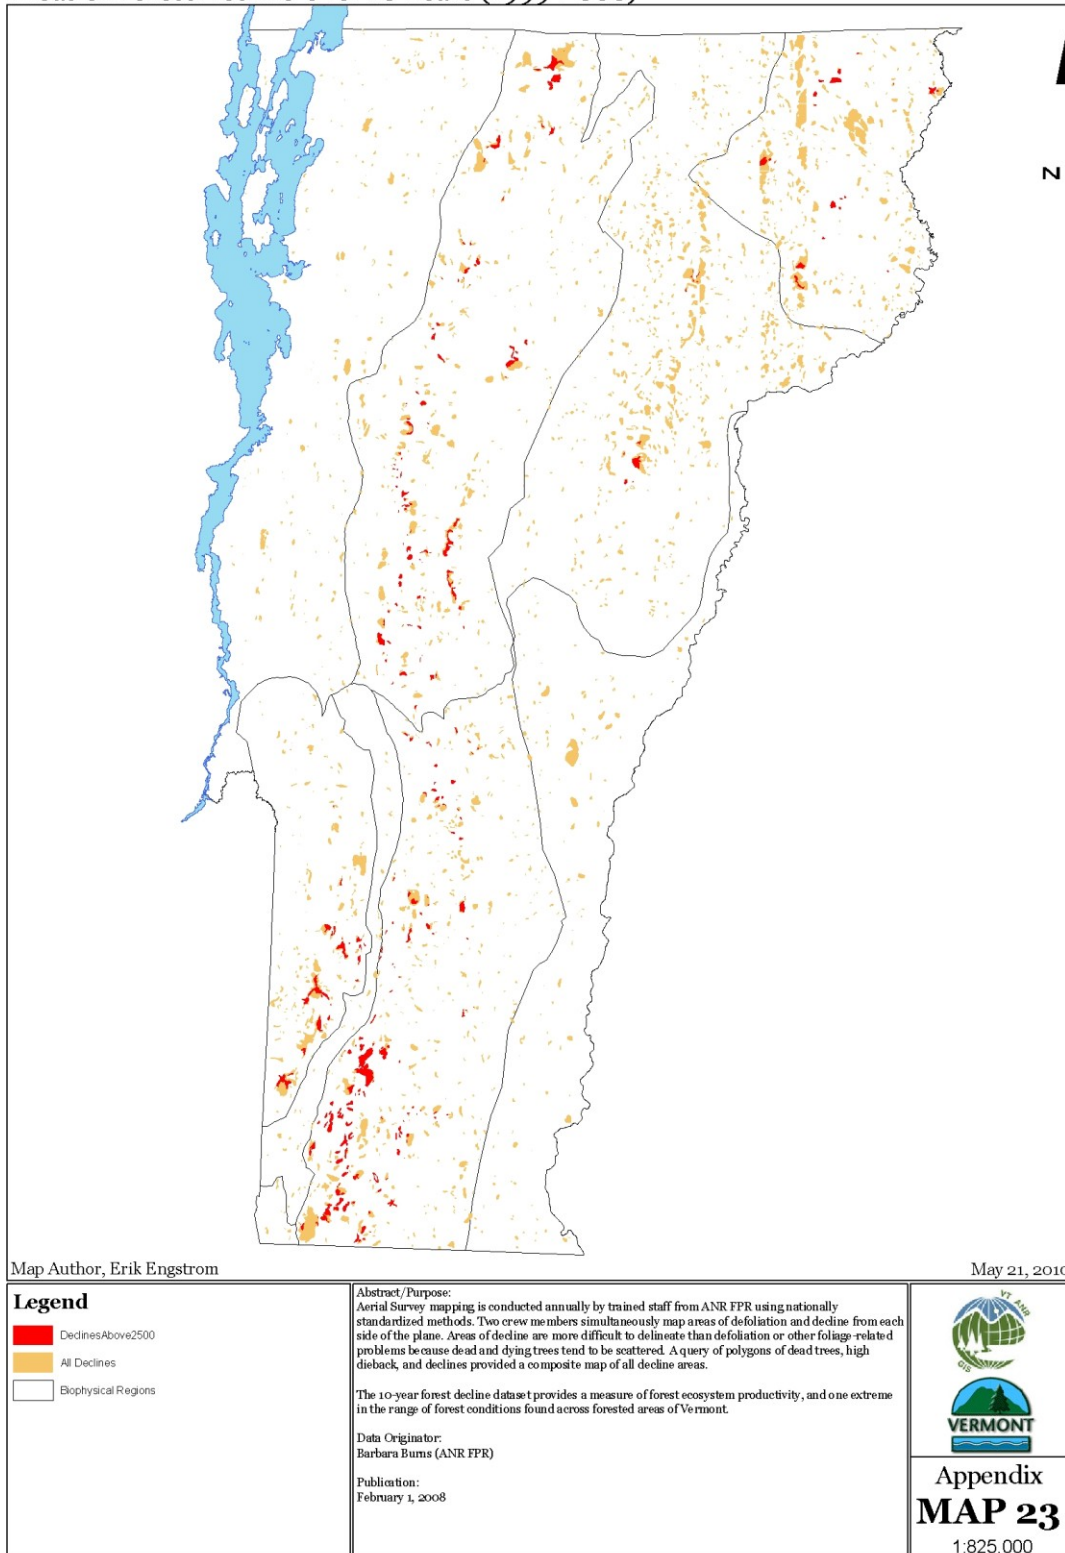 N
Map Author, Erik Engstrom
May 21, 2010
Legend
DeclinesAbove2500
All Declines
Biophysical Regions
Abstract/Purpose:
Aerial Survey mapping is conducted annually by trained staff from ANR FPR using nationally
standardized methods. Two crew members simultaneously map areas of defoliation and decline from each
side of the plane. Areas of decline are more difficult to delineate than defoliation or other foliage-related
problems because dead and dying trees tend to be scattered. A query of polygons of dead trees, high
dieback, and declines provided a composite map of all decline areas.
The 10-year forest decline dataset provides a measure of forest ecosystem productivity, and one extreme
in the range of forest conditions found across forested areas of Vermont.
Data Originator:
Barbara Burns (ANR FPR)
Publication:
February 1, 2008
VT ANR
GIS
VERMONT
Appendix
MAP 23
1:825,000